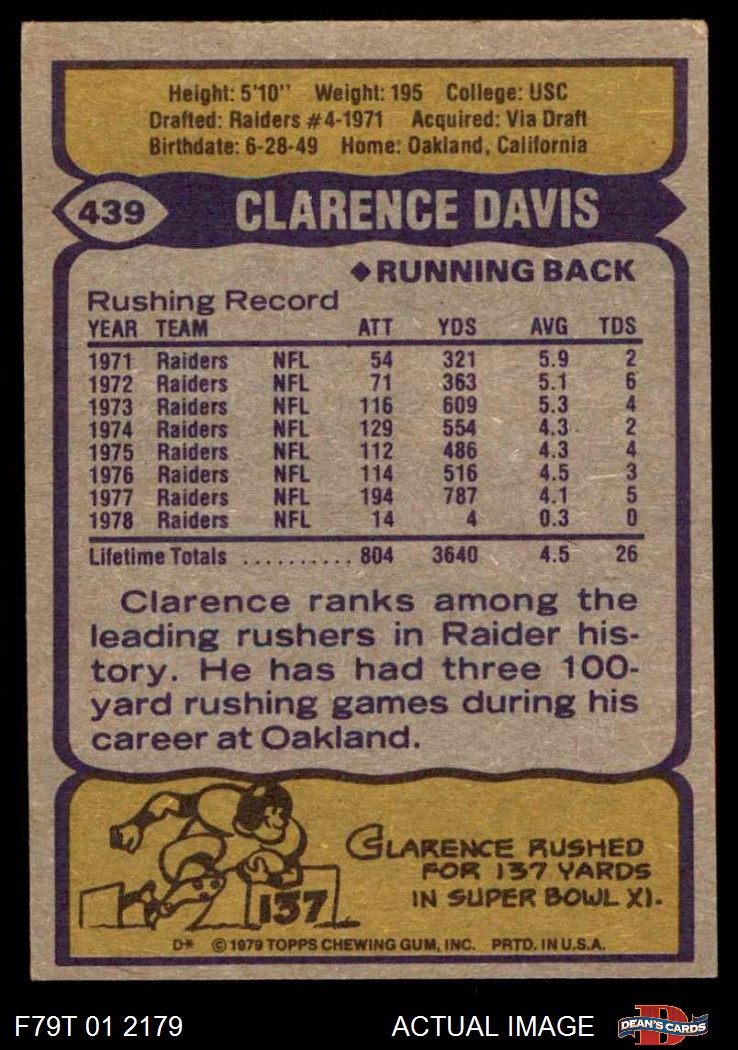 Height: 5'10" Weight: 195 College: USC
Drafted: Raiders #4-1971 Acquired: Via Draft
Birthdate: 6-28-49 Home: Oakland, California
439 CLARENCE DAVIS
◆RUNNING BACK
Rushing Record
YEAR TEAM ATT YDS AVG TDS
1971 Raiders NFL 54 321 5.9 2
1972 Raiders NFL 71 363 5.1 6
1973 Raiders NFL 116 609 5.3 4
1974 Raiders NFL 129 554 4.3 2
1975 Raiders NFL 112 486 4.3 4
1976 Raiders NFL 114 516 4.5 3
1977 Raiders NFL 194 787 4.1 5
1978 Raiders NFL 14 4 0.3 0
Lifetime Totals .......... 804 3640 4.5 26
Clarence ranks among the
leading rushers in Raider his-
tory. He has had three 100-
yard rushing games during his
career at Oakland.
CLARENCE RUSHED
FOR 137 YARDS
IN SUPER BOWL XI.
137
D* © 1979 TOPPS CHEWING GUM, INC. PRTD. IN U.S.A.
F79T 01 2179 ACTUAL IMAGE D DEAN'S CARDS